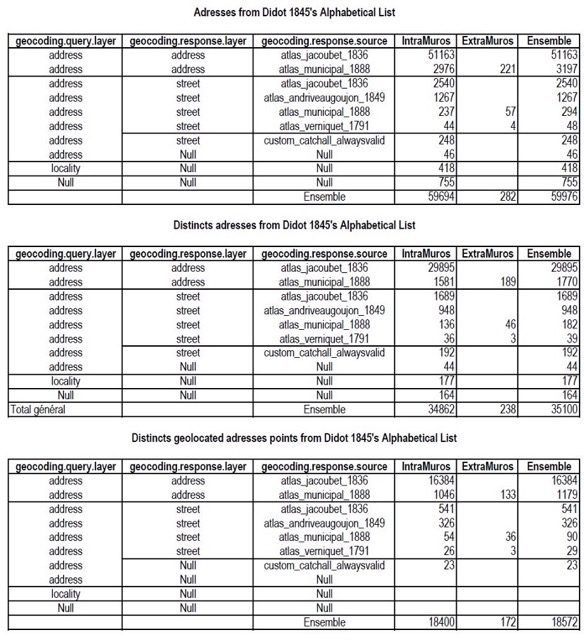 Adresses from Didot 1845's Alphabetical List
geocoding.query.layer geocoding.response.layer geocoding.response.source IntraMuros ExtraMuros Ensemble
address address atlas_jacoubet_1836 51163 51163
address address atlas_municipal_1888 2976 221 3197
address street atlas_jacoubet_1836 2540 2540
address street atlas_andriveaugoujon_1849 1267 1267
address street atlas_municipal_1888 237 57 294
address street atlas_verniquet_1791 44 4 48
address street custom_catchall_alwaysvalid 248 248
address Null Null 46 46
locality Null Null 418 418
Null Null Null 755 755
Ensemble 59694 282 59976
Distincts adresses from Didot 1845's Alphabetical List
geocoding.query.layer geocoding.response.layer geocoding.response.source IntraMuros ExtraMuros Ensemble
address address atlas_jacoubet_1836 29895 29895
address address atlas_municipal_1888 1581 189 1770
address street atlas_jacoubet_1836 1689 1689
address street atlas_andriveaugoujon_1849 948 948
address street atlas_municipal_1888 136 46 182
address street atlas_verniquet_1791 36 3 39
address street custom_catchall_alwaysvalid 192 192
address Null Null 44 44
locality Null Null 177 177
Null Null Null 164 164
Total général Ensemble 34862 238 35100
Distincts geolocated adresses points from Didot 1845's Alphabetical List
geocoding.query.layer geocoding.response.layer geocoding.response.source IntraMuros ExtraMuros Ensemble
address address atlas_jacoubet_1836 16384 16384
address address atlas_municipal_1888 1046 133 1179
address street atlas_jacoubet_1836 541 541
address street atlas_andriveaugoujon_1849 326 326
address street atlas_municipal_1888 54 36 90
address street atlas_verniquet_1791 26 3 29
address Null custom_catchall_alwaysvalid 23 23
address Null Null
locality Null Null
Null Null Null
Ensemble 18400 172 18572